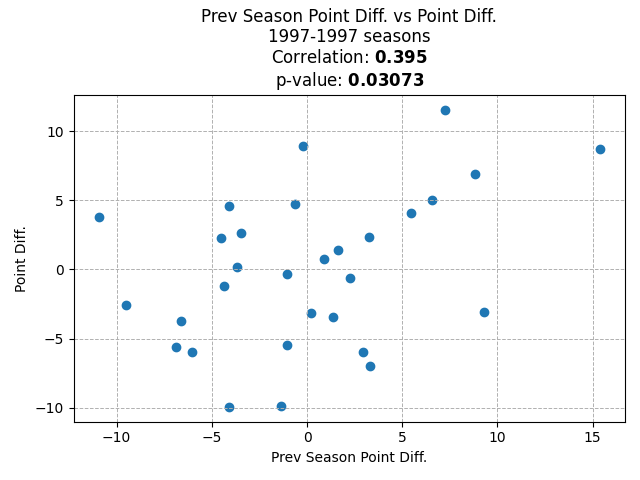 Prev Season Point Diff. vs Point Diff.
1997-1997 seasons
Correlation: 0.395
p-value: 0.03073
10
5
0
−5
−10
Point Diff.
−10
−5
0
5
10
15
Prev Season Point Diff.